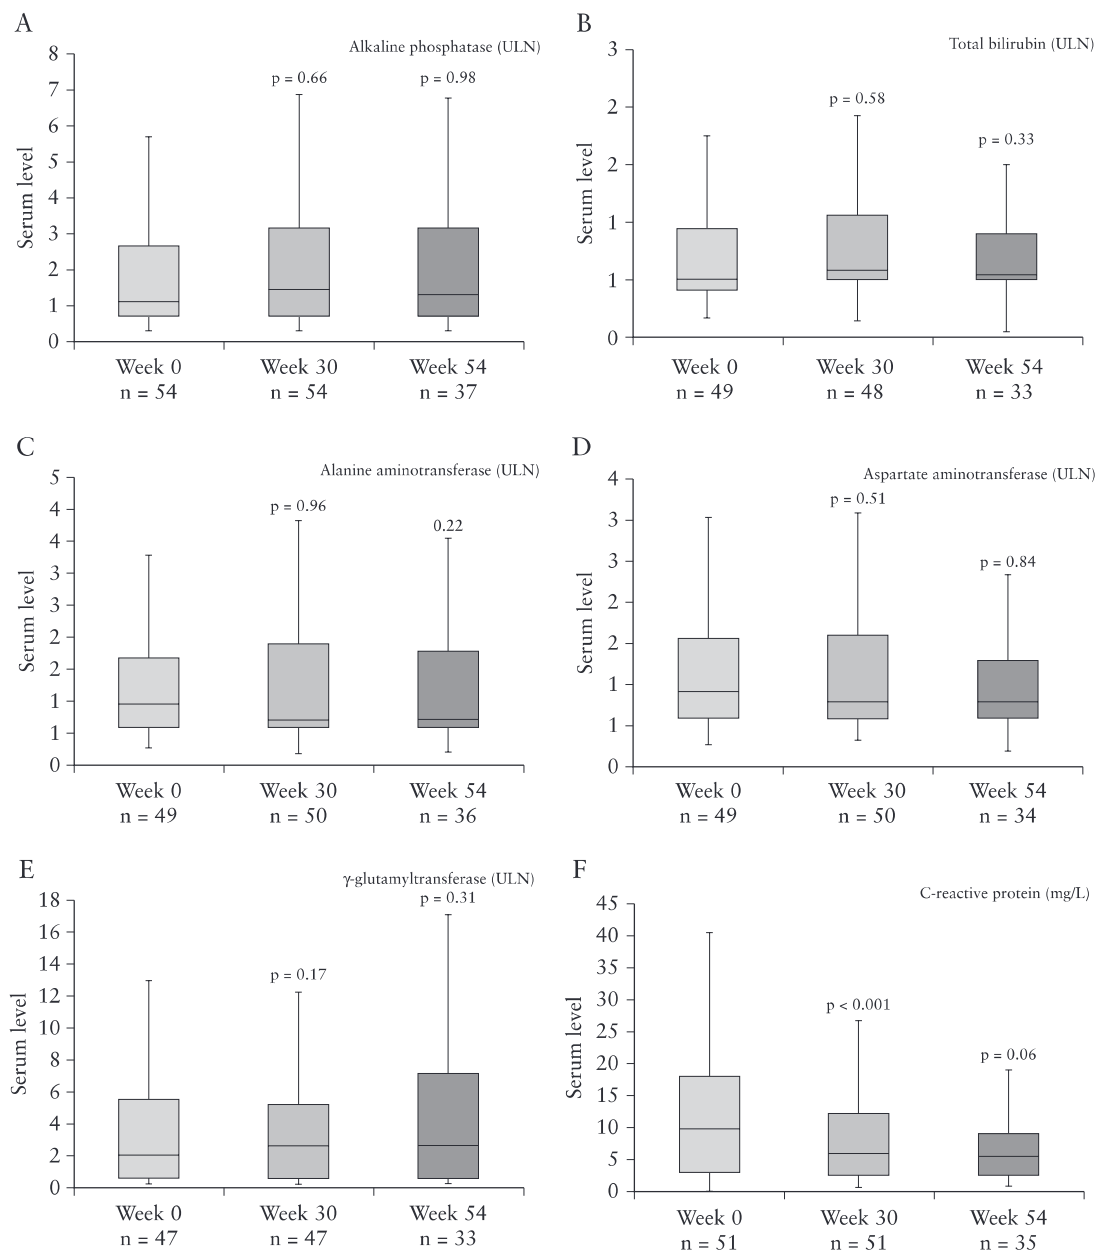 A
Alkaline phosphatase (ULN)
8
7
6
5
4
3
2
1
0
Serum level
p = 0.66
p = 0.98
Week 0
Week 30
Week 54
n = 54
n = 54
n = 37
B
Total bilirubin (ULN)
3
2
2
1
1
0
Serum level
p = 0.58
p = 0.33
Week 0
Week 30
Week 54
n = 49
n = 48
n = 33
C
Alanine aminotransferase (ULN)
5
4
4
3
3
2
2
1
1
0
Serum level
p = 0.96
0.22
Week 0
Week 30
Week 54
n = 49
n = 50
n = 36
D
Aspartate aminotransferase (ULN)
4
3
3
2
2
1
1
0
Serum level
p = 0.51
p = 0.84
Week 0
Week 30
Week 54
n = 49
n = 50
n = 34
E
γ-glutamyltransferase (ULN)
18
16
14
12
10
8
6
4
2
0
Serum level
p = 0.17
p = 0.31
Week 0
Week 30
Week 54
n = 47
n = 47
n = 33
F
C-reactive protein (mg/L)
45
40
35
30
25
20
15
10
5
0
Serum level
p < 0.001
p = 0.06
Week 0
Week 30
Week 54
n = 51
n = 51
n = 35